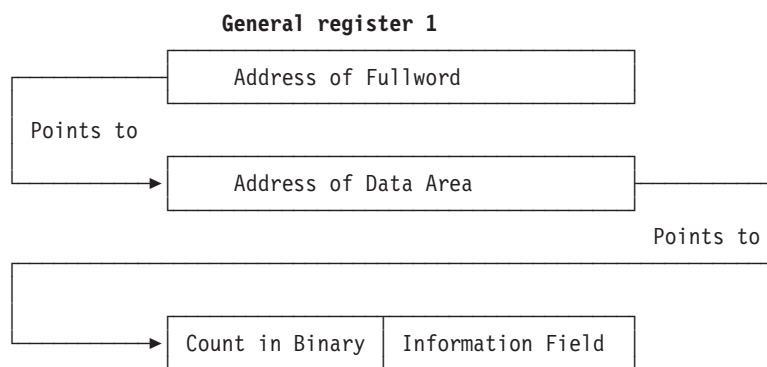 General register 1
Address of Fullword
Points to
Address of Data Area
Points to
Count in Binary Information Field